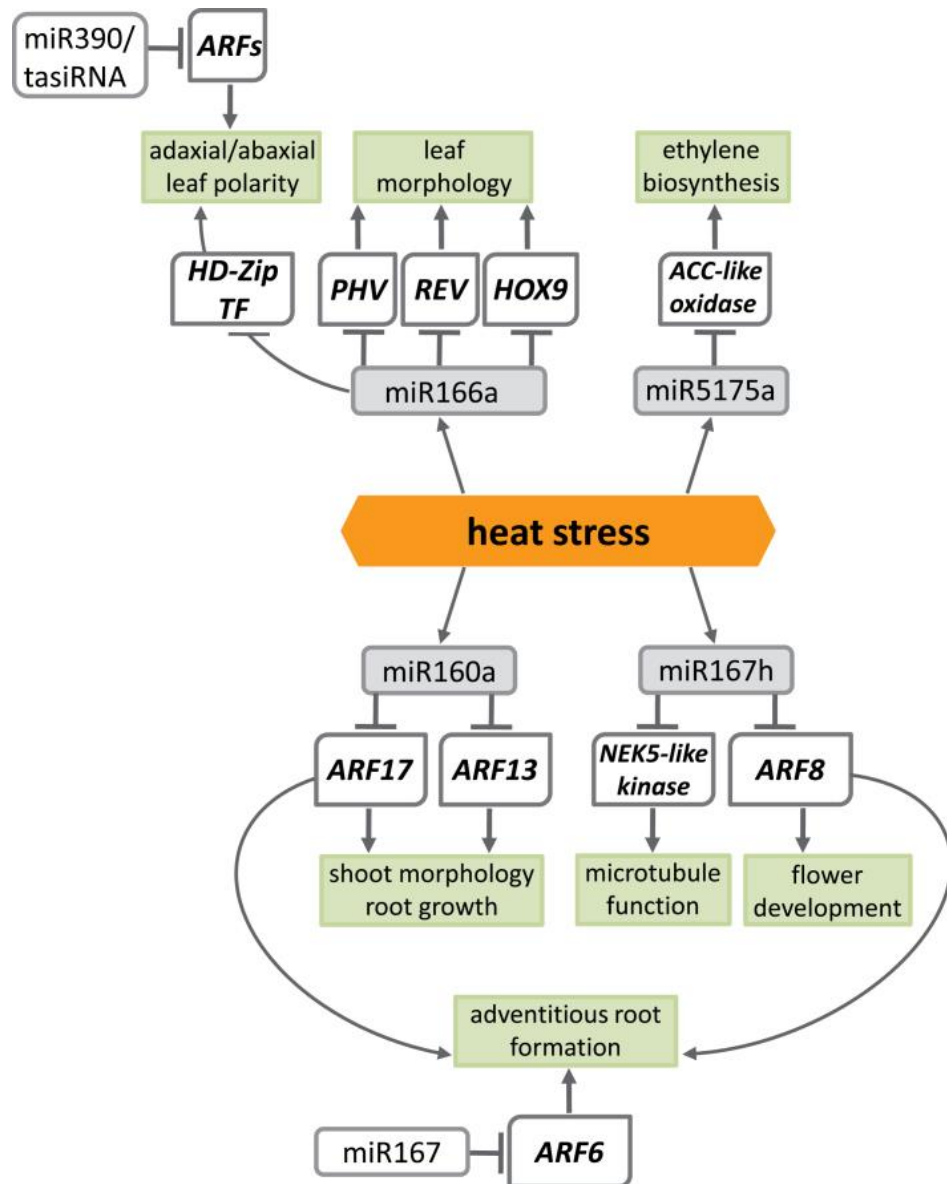 miR390/
tasiRNA
ARFs
adaxial/abaxial
leaf polarity
leaf
morphology
ethylene
biosynthesis
HD-Zip
TF
PHV
REV
HOX9
ACC-like
oxidase
miR166a
miR5175a
heat stress
miR160a
miR167h
ARF17
ARF13
NEK5-like
kinase
ARF8
shoot morphology
root growth
microtubule
function
flower
development
adventitious root
formation
miR167
ARF6